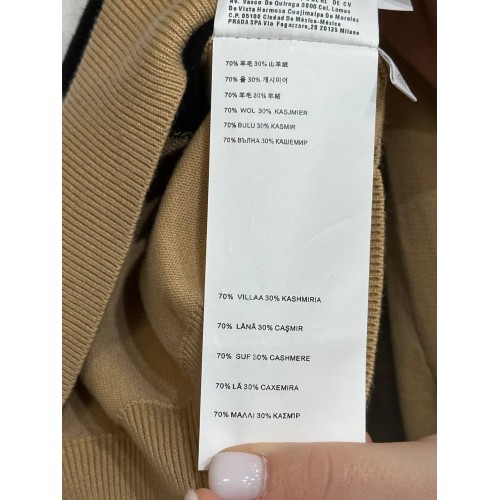 AV. Vasco De Quiroga 3800 Col. Lomas
De Vista Hermosa Cuajimalpa De Morelos
C.P. 05100 Ciudad De México-México
PRADA SPA Via Fogazzaro,28 20135 Milano
70% 羊毛 30% 山羊绒
70% 울 30% 캐시미어
70% 羊毛 30% 羊絨
70% WOL 30% KASJMIER
70% BULU 30% KASMIR
70% ВЪЛНА 30% КАШЕМИР
70% VILLAA 30% KASHMIRIA
70% LÂNĂ 30% CAŞMIR
70% SUF 30% CASHMERE
70% LÃ 30% CAXEMIRA
70% ΜΑΛΛΙ 30% ΚΑΣΜΊΡ